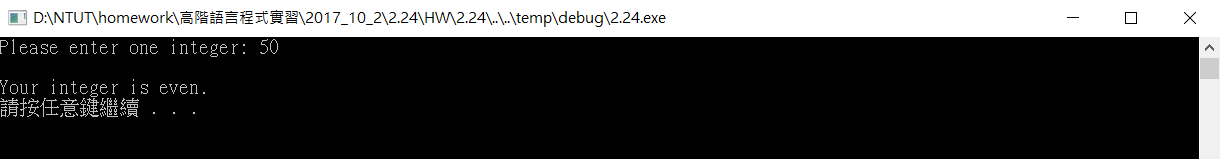 D:\NTUT\homework\高階語言程式實習\2017_10_2\2.24\HW\2.24\..\..\temp\debug\2.24.exe
Please enter one integer: 50
Your integer is even.
請按任意鍵繼續 . . .